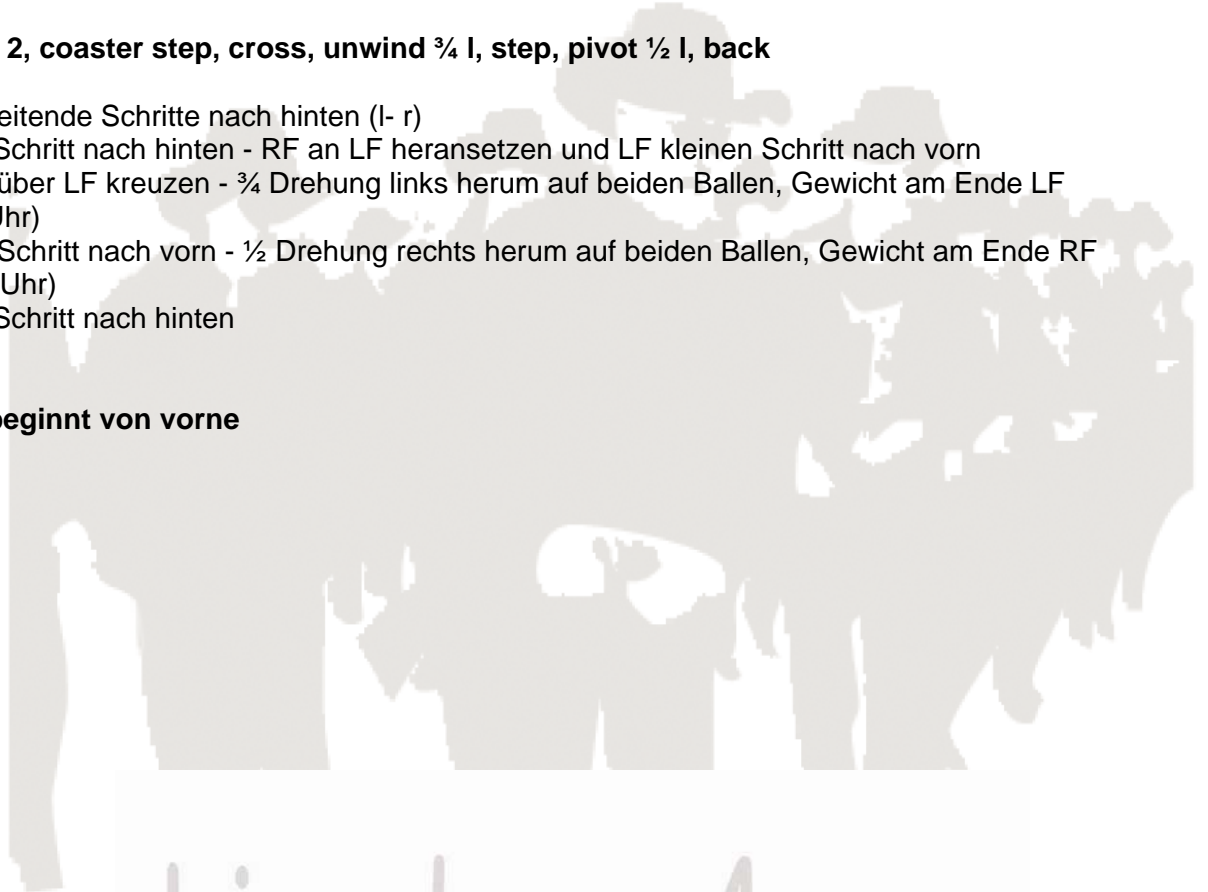 2, coaster step, cross, unwind ¾ l, step, pivot ½ l, back
eitende Schritte nach hinten (l- r)
Schritt nach hinten - RF an LF heransetzen und LF kleinen Schritt nach vorn
über LF kreuzen - ¾ Drehung links herum auf beiden Ballen, Gewicht am Ende LF
Uhr)
Schritt nach vorn - ½ Drehung rechts herum auf beiden Ballen, Gewicht am Ende RF
Uhr)
Schritt nach hinten
beginnt von vorne